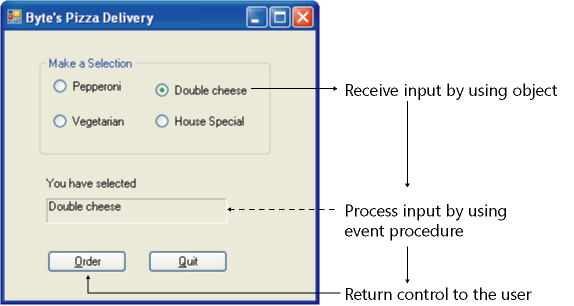 Byte's Pizza Delivery
Make a Selection
Pepperoni
Double cheese
Vegetarian
House Special
Receive input by using object
You have selected
Double cheese
Process input by using
event procedure
Order
Quit
Return control to the user